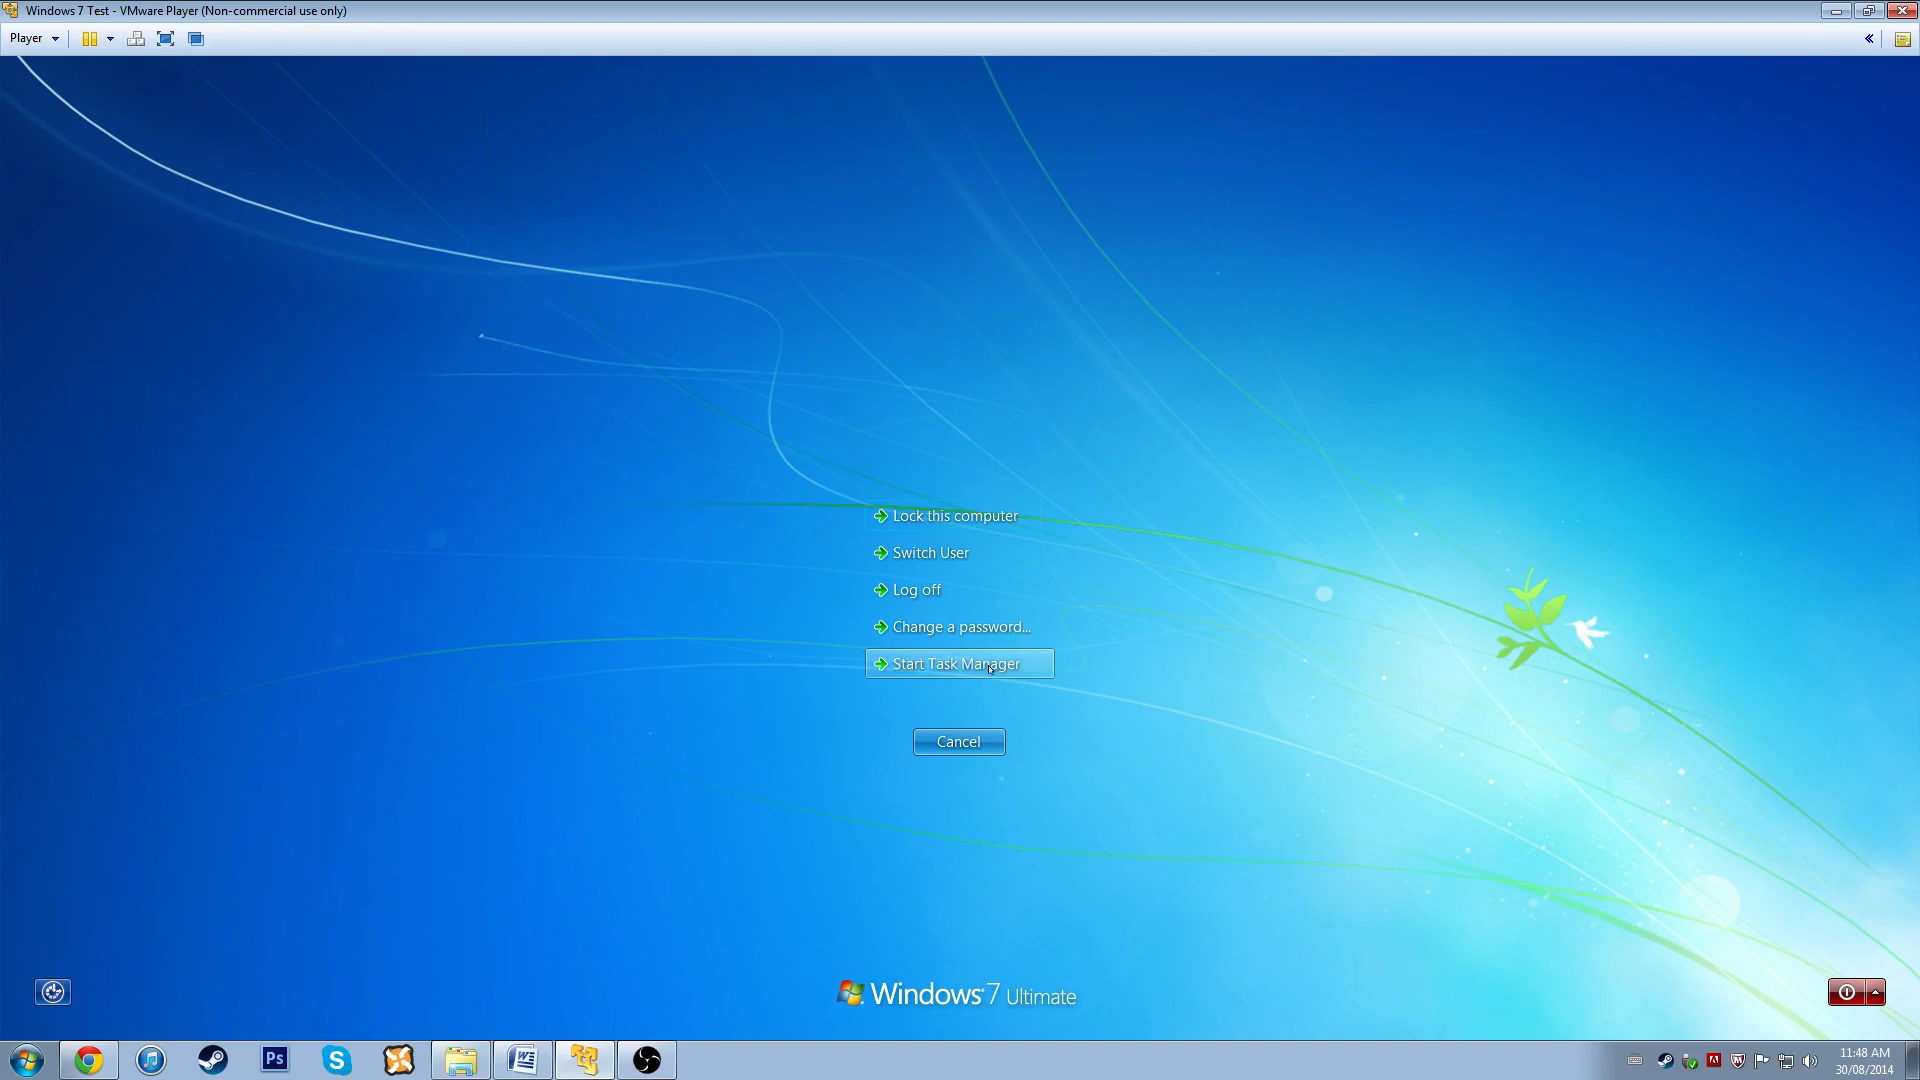 Windows 7 Test - VMware Player (Non-commercial use only)
Player
Lock this computer
Switch User
Log off
Change a password...
Start Task Manager
Cancel
Windows 7 Ultimate
Ps
S
W
11:48 AM
30/08/2014